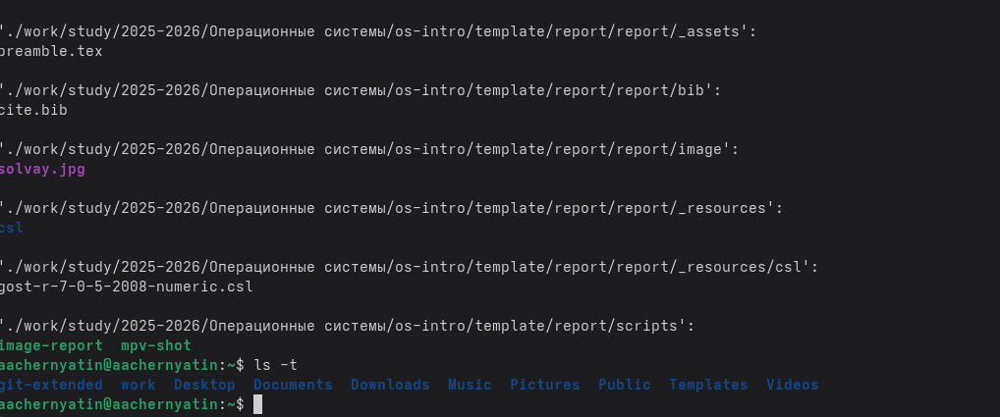 './work/study/2025-2026/Операционные системы/os-intro/template/report/report/_assets':
preamble.tex
'./work/study/2025-2026/Операционные системы/os-intro/template/report/report/bib':
cite.bib
'./work/study/2025-2026/Операционные системы/os-intro/template/report/report/image':
solvay.jpg
'./work/study/2025-2026/Операционные системы/os-intro/template/report/report/_resources':
csl
'./work/study/2025-2026/Операционные системы/os-intro/template/report/report/_resources/csl':
gost-r-7-0-5-2008-numeric.csl
'./work/study/2025-2026/Операционные системы/os-intro/template/report/scripts':
image-report  mpv-shot
aachernyatin@aachernyatin:~$ ls -t
git-extended  work  Desktop  Documents  Downloads  Music  Pictures  Public  Templates  Videos
aachernyatin@aachernyatin:~$